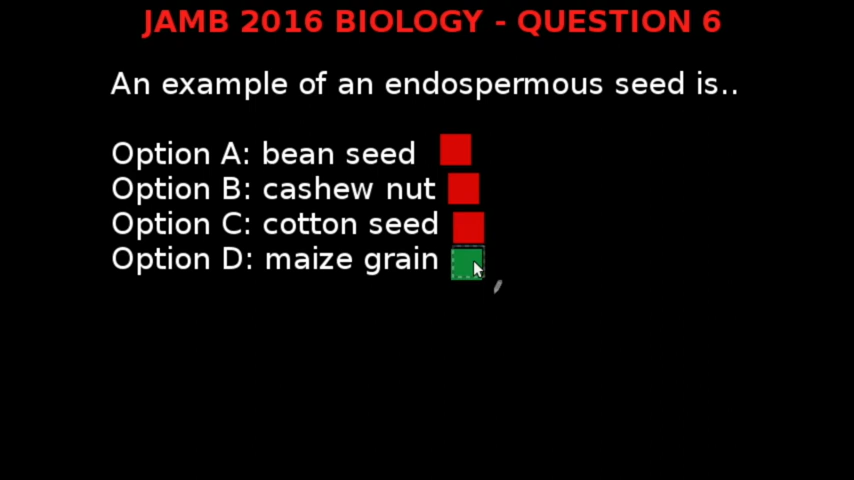 JAMB 2016 BIOLOGY - QUESTION 6
An example of an endospermous seed is..
Option A: bean seed
Option B: cashew nut
Option C: cotton seed
Option D: maize grain